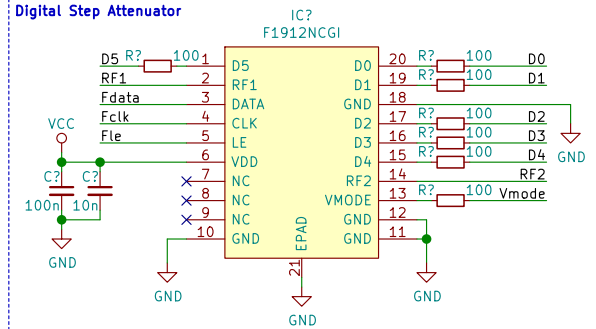 Digital Step Attenuator
IC?
F1912NCGI
D5 R? 100 1 D5 D0 20 R? 100 D0
RF1 2 RF1 D1 19 R? 100 D1
Fdata 3 DATA GND 18
Fclk 4 CLK D2 17 R? 100 D2
Fle 5 LE D3 16 R? 100 D3
VCC 6 VDD D4 15 R? 100 D4
C? C? 7 NC RF2 14 RF2
100n 10n 8 NC VMODE 13 R? 100 Vmode
9 NC GND 12
10 GND GND 11
EPAD
21
GND
GND
GND
GND
GND